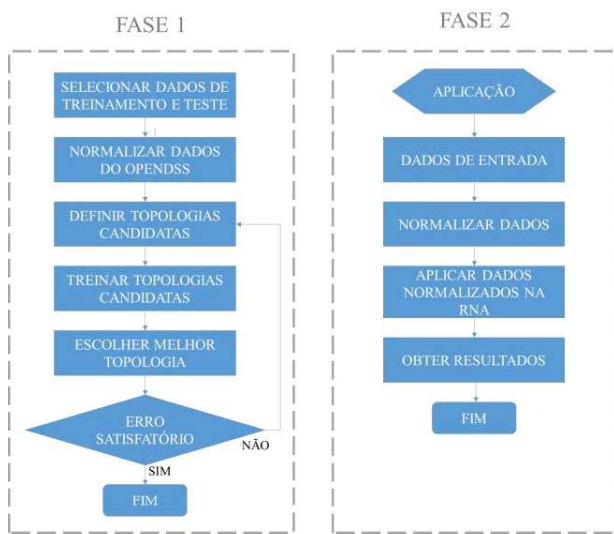 FASE 1
SELECIONAR DADOS DE
TREINAMENTO E TESTE
NORMALIZAR DADOS
DO OPENDSS
DEFINIR TOPOLOGIAS
CANDIDATAS
TREINAR TOPOLOGIAS
CANDIDATAS
ESCOLHER MELHOR
TOPOLOGIA
ERRO
SATISFATÓRIO
NÃO
SIM
FIM
FASE 2
APLICAÇÃO
DADOS DE ENTRADA
NORMALIZAR DADOS
APLICAR DADOS
NORMALIZADOS NA
RNA
OBTER RESULTADOS
FIM